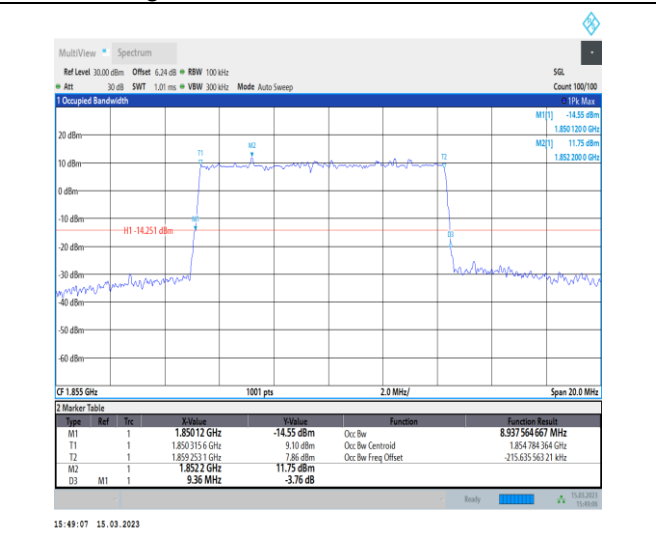 MultiView Spectrum
Ref Level 30.00 dBm Offset 6.24 dB RBW 100 kHz SGL
Att 30 dB SWT 1.01 ms VBW 300 kHz Mode Auto Sweep Count 100/100
1 Occupied Bandwidth 1Pk Max
M1[1] -14.55 dBm
1.850 120 0 GHz
M2[1] 11.75 dBm
1.852 200 0 GHz
20 dBm
M2
T1
T2
10 dBm
0 dBm
-10 dBm
M1
H1 -14.251 dBm
D3
-20 dBm
-30 dBm
-40 dBm
-50 dBm
-60 dBm
CF 1.855 GHz 1001 pts 2.0 MHz/ Span 20.0 MHz
2 Marker Table
Type Ref Trc X-Value Y-Value Function Function Result
M1 1 1.85012 GHz -14.55 dBm Occ Bw 8.937 564 667 MHz
T1 1 1.850 315 6 GHz 9.10 dBm Occ Bw Centroid 1.854 784 364 GHz
T2 1 1.859 253 1 GHz 7.86 dBm Occ Bw Freq Offset -215.635 563 21 kHz
M2 1 1.8522 GHz 11.75 dBm
D3 M1 1 9.36 MHz -3.76 dB
Ready 15.03.2023
15:49:06
15:49:07 15.03.2023